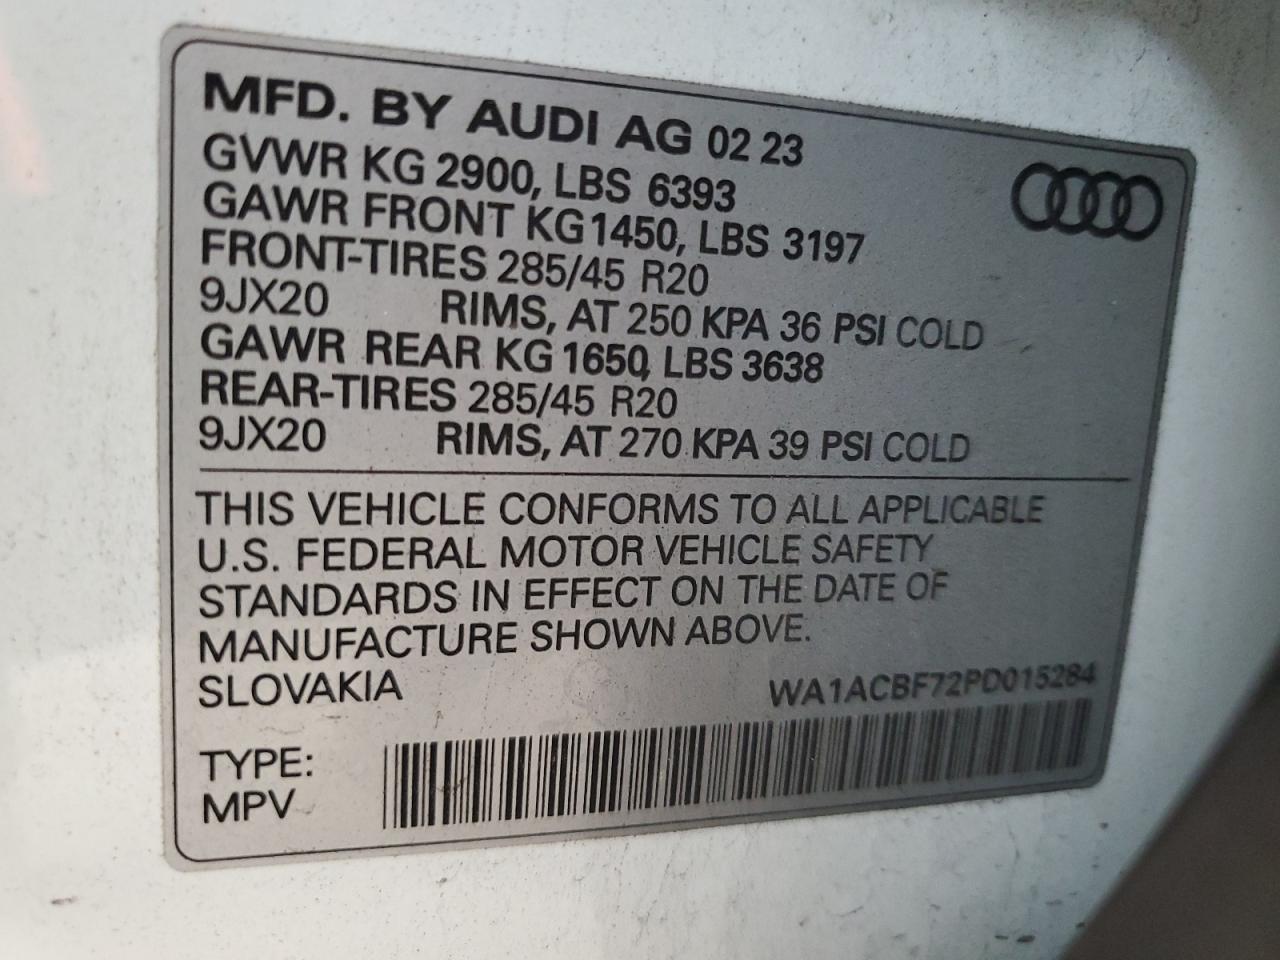 MFD. BY AUDI AG 02 23
GVWR KG 2900, LBS 6393
GAWR FRONT KG 1450, LBS 3197
FRONT-TIRES 285/45 R20
9JX20 RIMS, AT 250 KPA 36 PSI COLD
GAWR REAR KG 1650, LBS 3638
REAR-TIRES 285/45 R20
9JX20 RIMS, AT 270 KPA 39 PSI COLD
THIS VEHICLE CONFORMS TO ALL APPLICABLE
U.S. FEDERAL MOTOR VEHICLE SAFETY
STANDARDS IN EFFECT ON THE DATE OF
MANUFACTURE SHOWN ABOVE.
SLOVAKIA WA1ACBF72PD015284
TYPE:
MPV